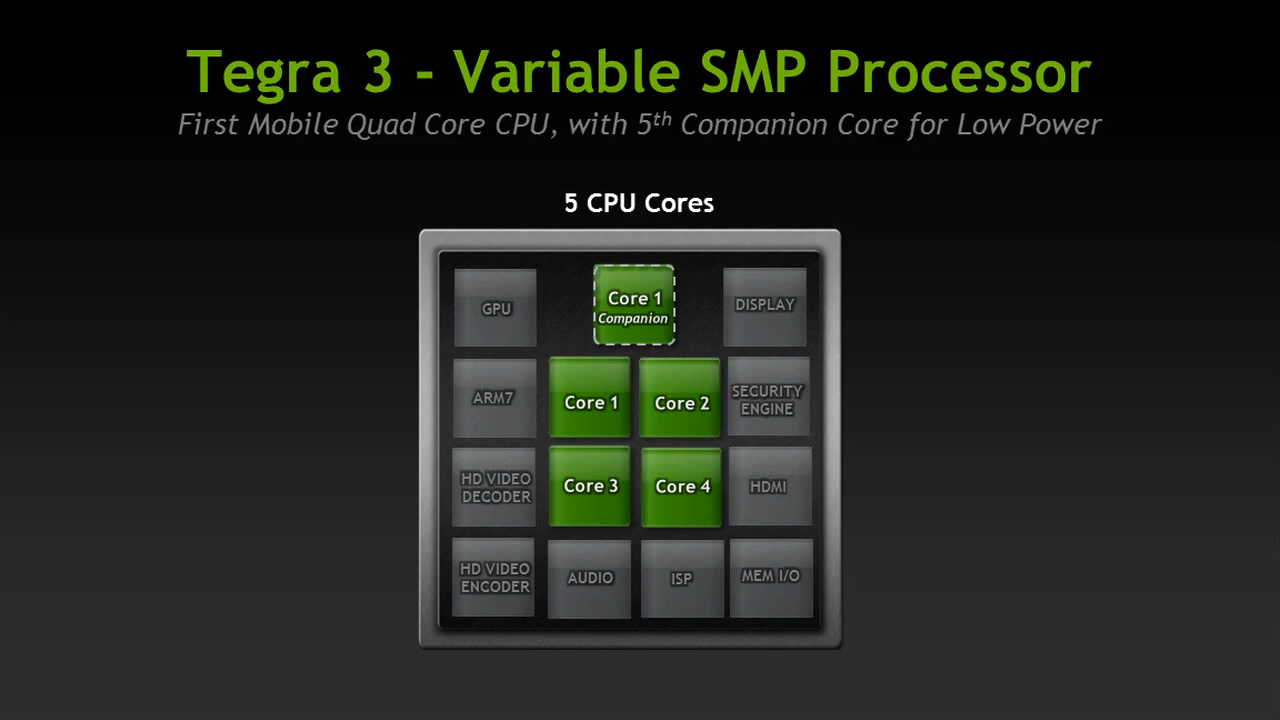 Tegra 3 - Variable SMP Processor
First Mobile Quad Core CPU, with 5th Companion Core for Low Power
5 CPU Cores
GPU
Core 1
Companion
DISPLAY
ARM7
Core 1
Core 2
SECURITY
ENGINE
HD VIDEO
DECODER
Core 3
Core 4
HDMI
HD VIDEO
ENCODER
AUDIO
ISP
MEM I/O